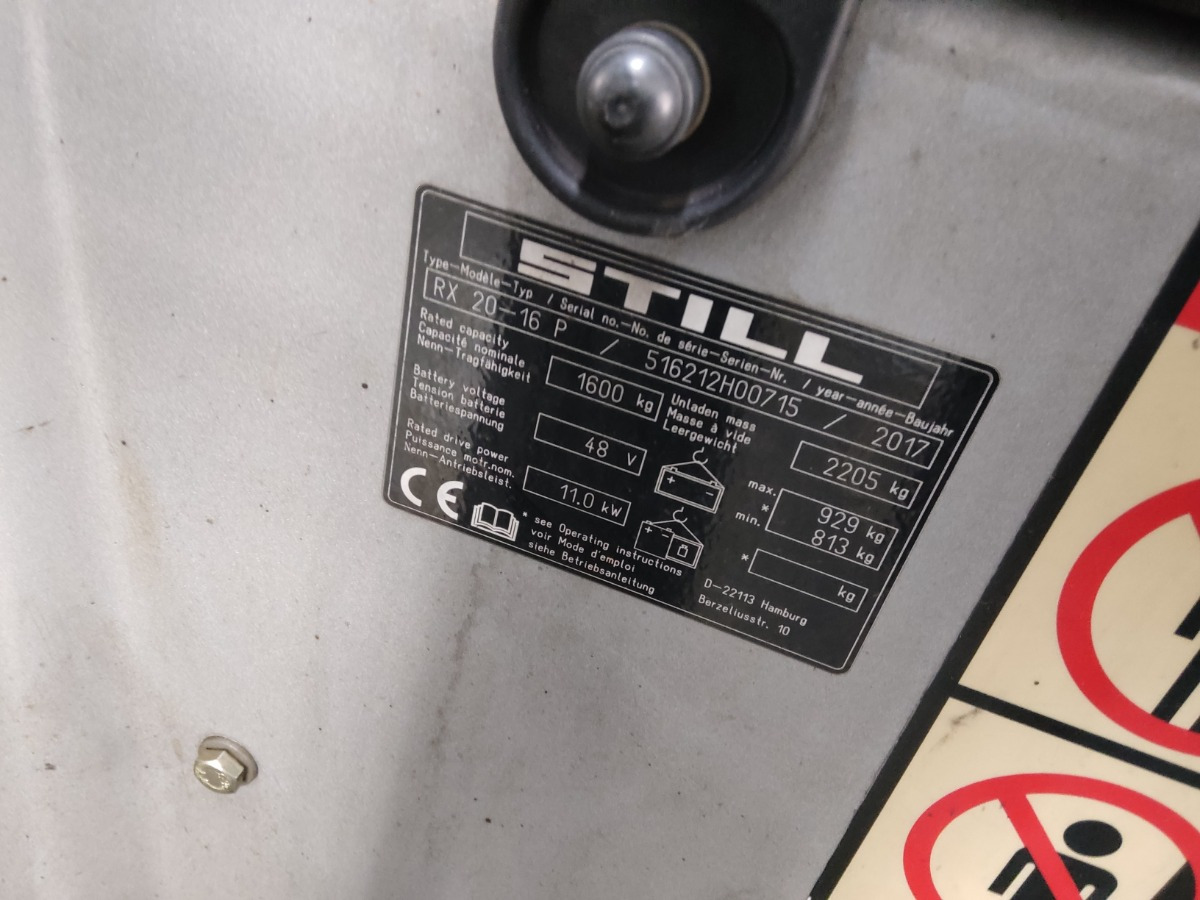 STILL
Type-Modèle-Typ / Serial no.-No. de série-Serien-Nr. / year-année-Baujahr
RX 20-16 P / 516212H00715 / 2017
Rated capacity
Capacité nominale
Nenn-Tragfähigkeit
1600 kg
Unladen mass
Masse à vide
Leergewicht
2205 kg
Battery voltage
Tension batterie
Batteriespannung
48 V
+ -
max. 929 kg
*
min. 813 kg
Rated drive power
Puissance motr.nom.
Nenn-Antriebsleist.
11.0 kW
+ -
* kg
CE
* see Operating instructions
voir Mode d'emploi
siehe Betriebsanleitung
D-22113 Hamburg
Berzeliusstr. 10